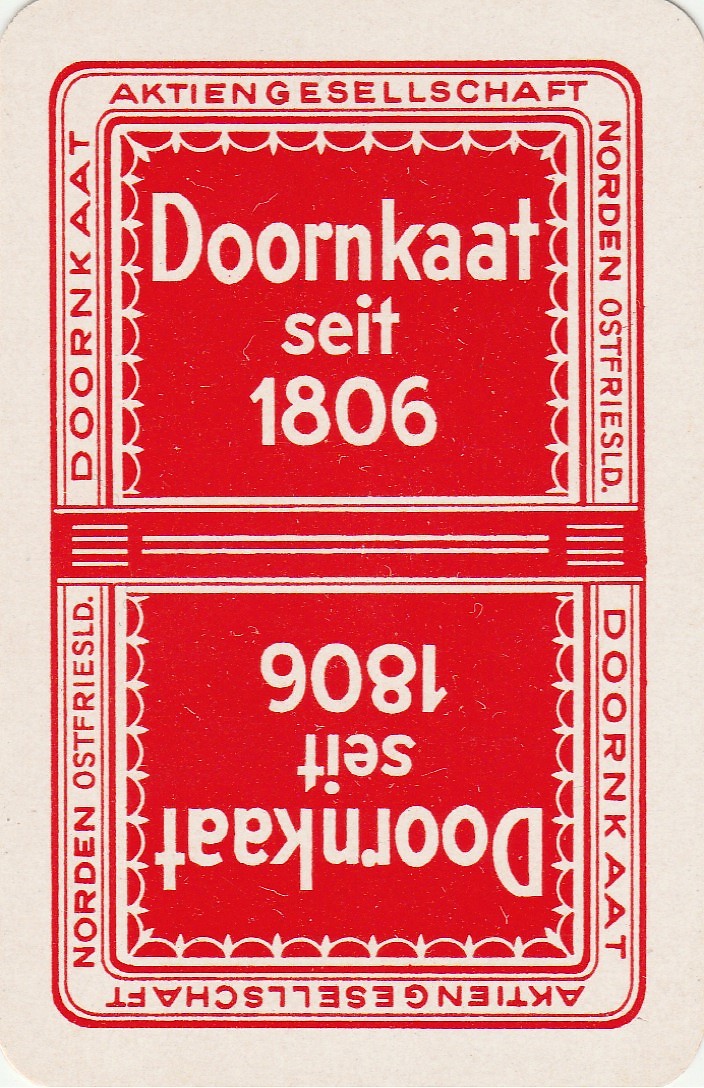 DOORNKAAT
AKTIENGESELLSCHAFT
NORDEN OSTFRIESLD.
Doornkaat
seit
1806
DOORNKAAT
AKTIENGESELLSCHAFT
NORDEN OSTFRIESLD.
Doornkaat
seit
1806